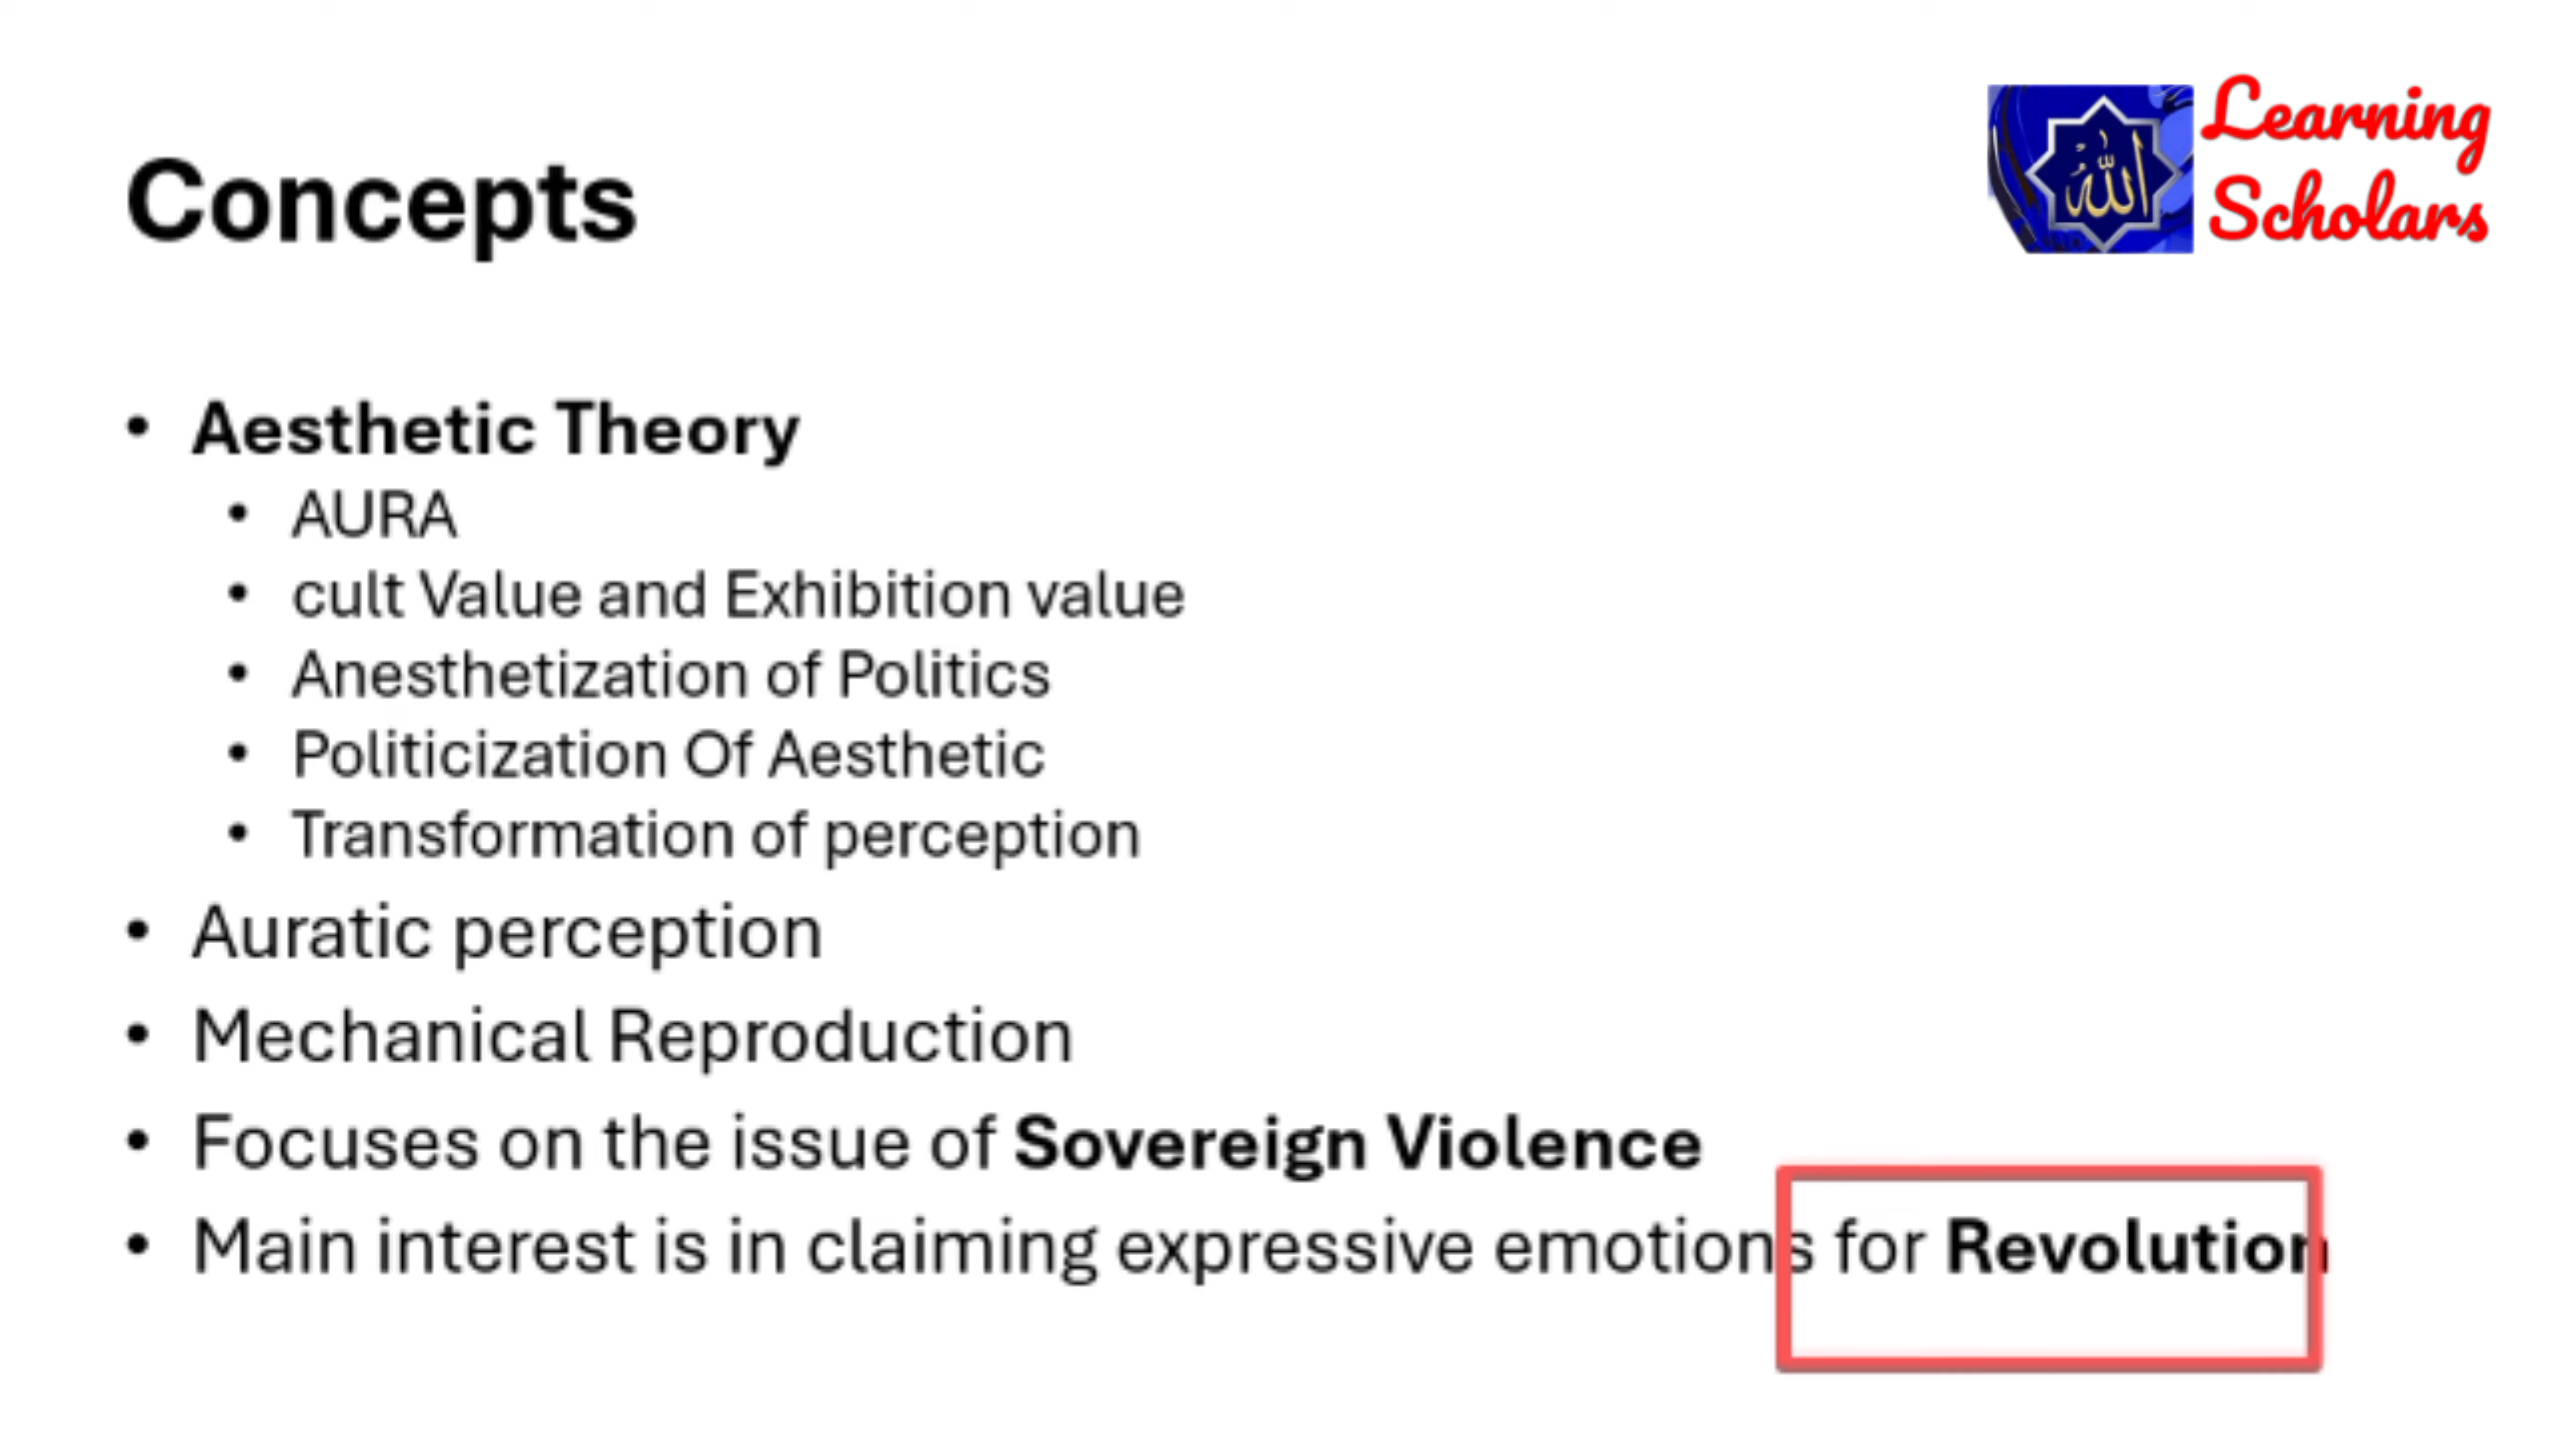 Learning
Scholars
الله
Concepts
• Aesthetic Theory
• AURA
• cult Value and Exhibition value
• Anesthetization of Politics
• Politicization Of Aesthetic
• Transformation of perception
• Auratic perception
• Mechanical Reproduction
• Focuses on the issue of Sovereign Violence
• Main interest is in claiming expressive emotions for Revolution